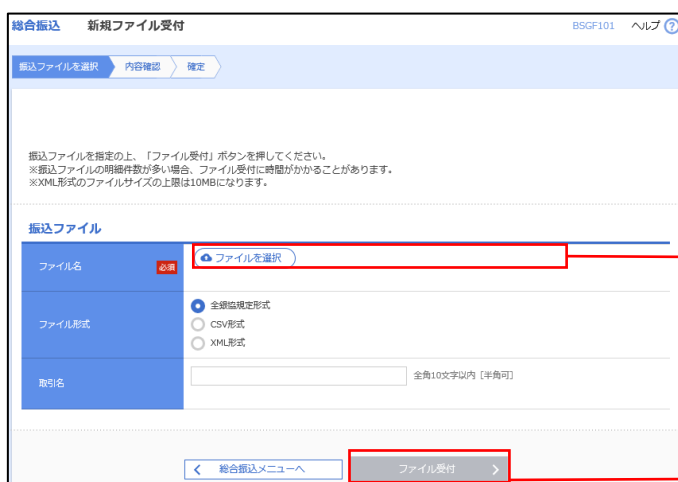 総合振込 新規ファイル受付 BSGF101 ヘルプ ?
振込ファイルを選択 内容確認 確定
振込ファイルを指定の上、「ファイル受付」ボタンを押してください。
※振込ファイルの明細件数が多い場合、ファイル受付に時間がかかることがあります。
※XML形式のファイルサイズの上限は10MBになります。
振込ファイル
ファイル名 必須 ファイルを選択
ファイル形式
全銀協規定形式
CSV形式
XML形式
取引名 全角10文字以内 [半角可]
総合振込メニューへ ファイル受付